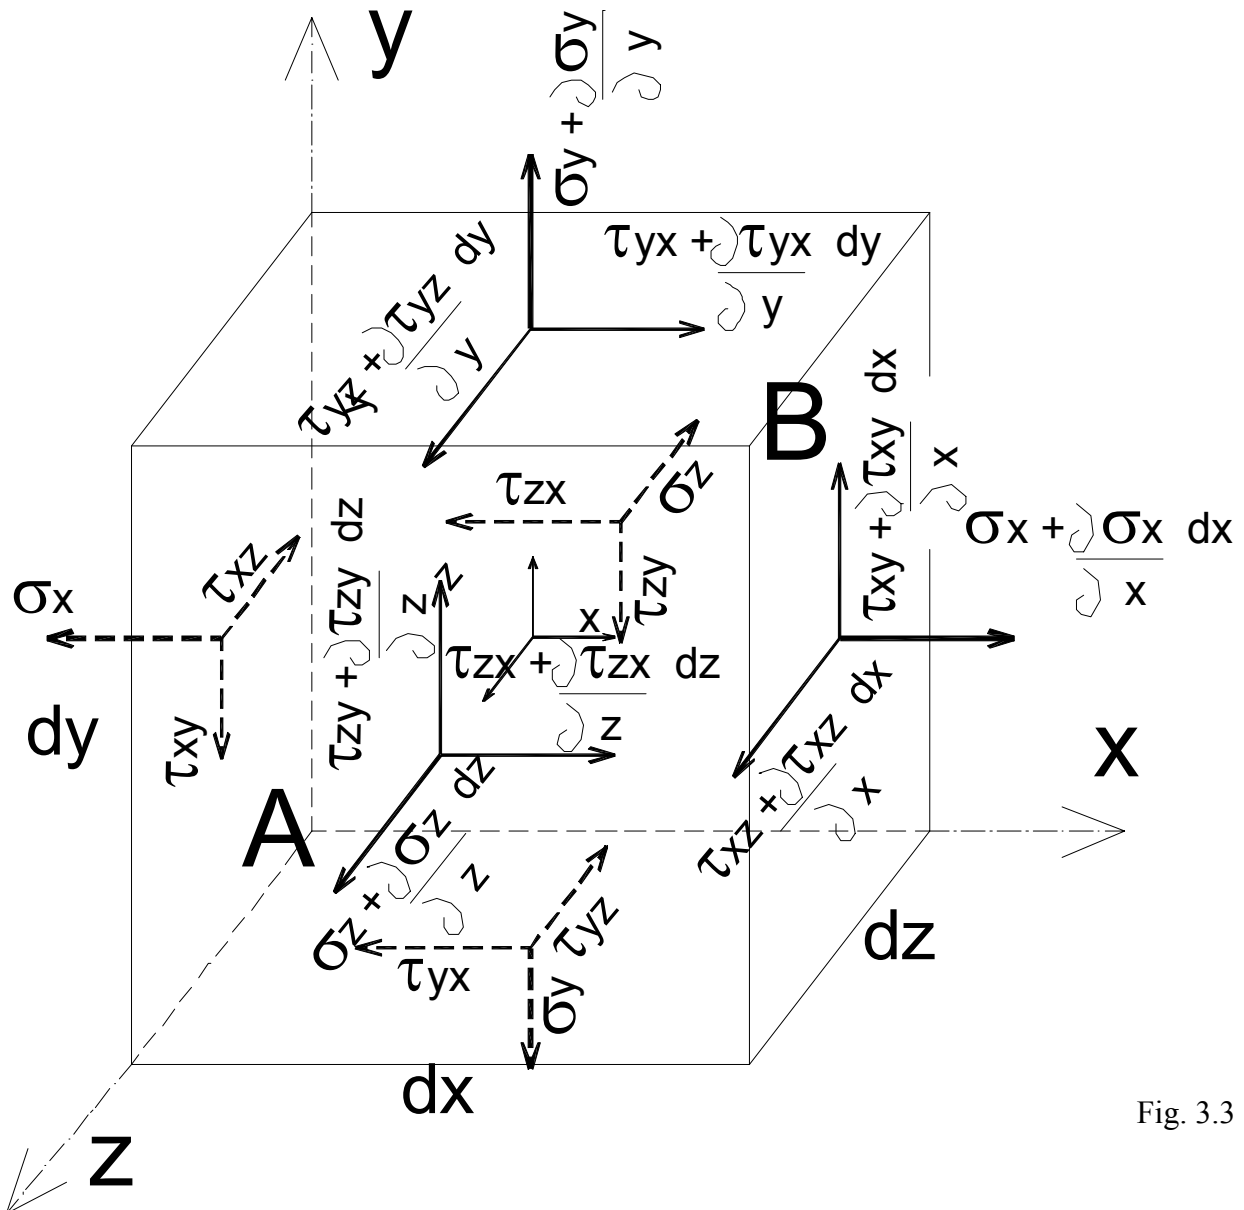 y
σy + ∂σy
∂y
τyz + ∂τyz dy
∂y
y
τyx + ∂τyx dy
∂y
B
τxy + ∂τxy dx
∂x
σx + ∂σx dx
∂x
τzx
σz
τzy
τxz
σx
τxy
dy
τzy + ∂τzy dz
∂z
z
x
τzx + ∂τzx dz
∂z
x
τxz + ∂τxz dx
∂x
A
σz + ∂σz dz
∂z
τyz
τyx
σy
dz
dx
z
Fig. 3.3